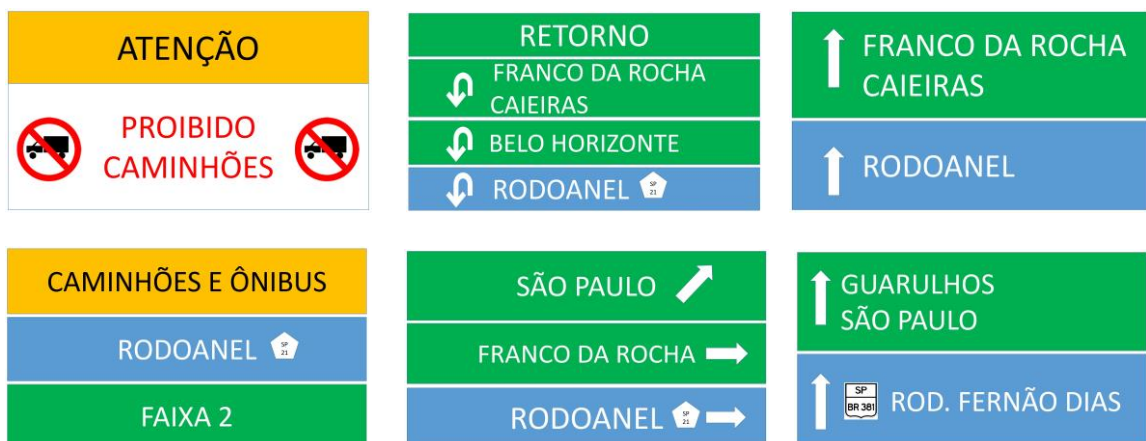 ATENÇÃO
PROIBIDO
CAMINHÕES
RETORNO
FRANCO DA ROCHA
CAIEIRAS
BELO HORIZONTE
RODOANEL SP 21
FRANCO DA ROCHA
CAIEIRAS
RODOANEL
CAMINHÕES E ÔNIBUS
RODOANEL SP 21
FAIXA 2
SÃO PAULO
FRANCO DA ROCHA
RODOANEL SP 21
GUARULHOS
SÃO PAULO
SP BR 381 ROD. FERNÃO DIAS